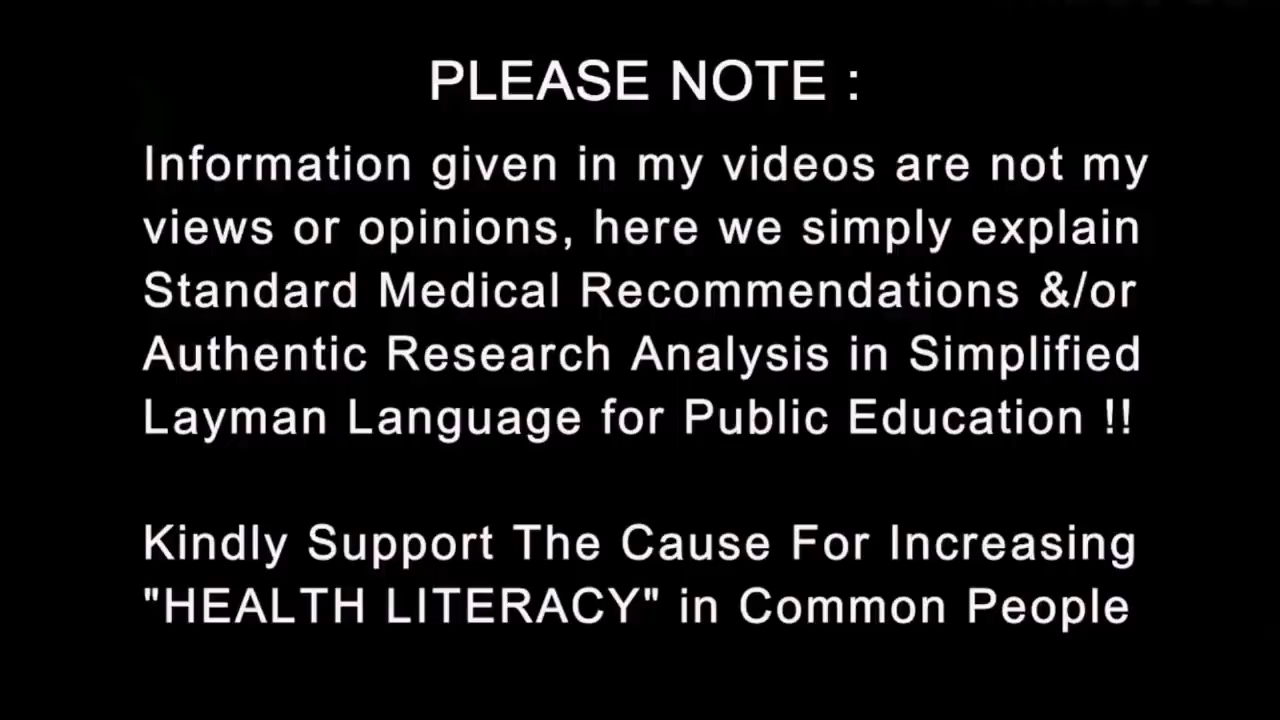 PLEASE NOTE :
Information given in my videos are not my
views or opinions, here we simply explain
Standard Medical Recommendations &/or
Authentic Research Analysis in Simplified
Layman Language for Public Education !!
Kindly Support The Cause For Increasing
"HEALTH LITERACY" in Common People